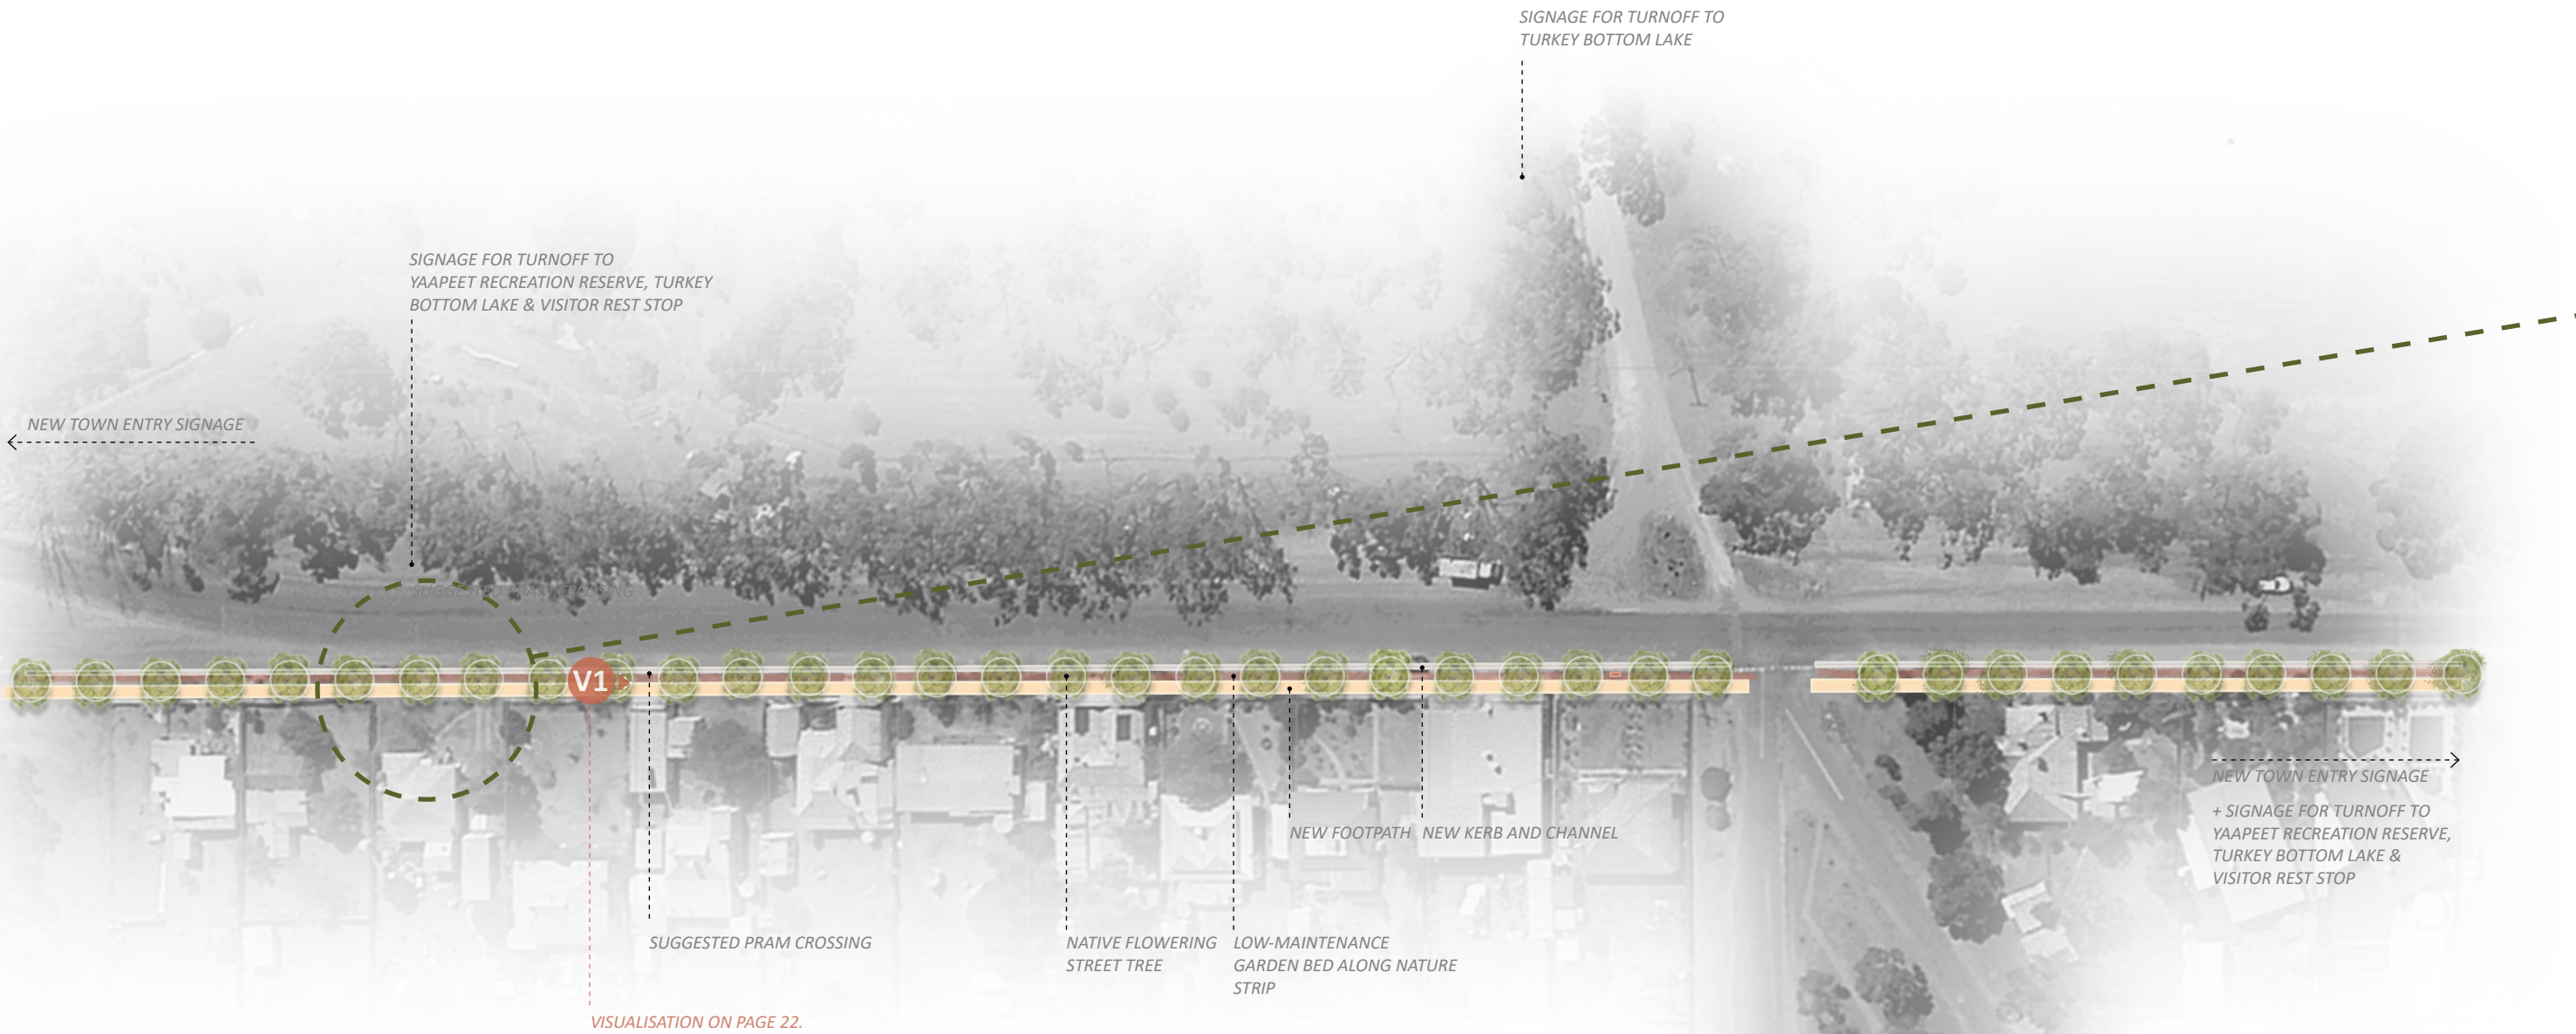 SIGNAGE FOR TURNOFF TO
TURKEY BOTTOM LAKE
SIGNAGE FOR TURNOFF TO
YAAPEET RECREATION RESERVE, TURKEY
BOTTOM LAKE & VISITOR REST STOP
NEW TOWN ENTRY SIGNAGE
SUGGESTED PRAM CROSSING
V1
NEW TOWN ENTRY SIGNAGE
+ SIGNAGE FOR TURNOFF TO
YAAPEET RECREATION RESERVE,
TURKEY BOTTOM LAKE &
VISITOR REST STOP
NEW FOOTPATH
NEW KERB AND CHANNEL
SUGGESTED PRAM CROSSING
NATIVE FLOWERING
STREET TREE
LOW-MAINTENANCE
GARDEN BED ALONG NATURE
STRIP
VISUALISATION ON PAGE 22.